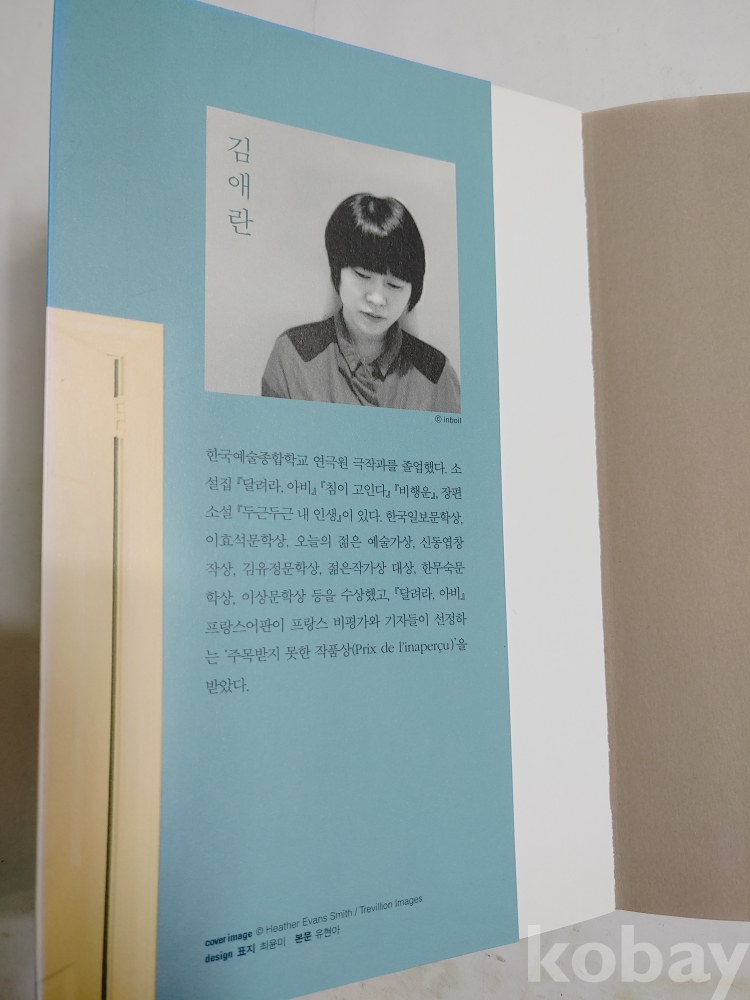 김애란
© inboil
한국예술종합학교 연극원 극작과를 졸업했다. 소
설집 『달려라, 아비』 『침이 고인다』 『비행운』, 장편
소설 『두근두근 내 인생』이 있다. 한국일보문학상,
이효석문학상, 오늘의 젊은 예술가상, 신동엽창
작상, 김유정문학상, 젊은작가상 대상, 한무숙문
학상, 이상문학상 등을 수상했고, 『달려라, 아비』
프랑스어판이 프랑스 비평가와 기자들이 선정하
는 ‘주목받지 못한 작품상(Prix de l'inaperçu)’을
받았다.
cover image © Heather Evans Smith / Trevillion Images
design 표지 최윤미 본문 유현아
kobay